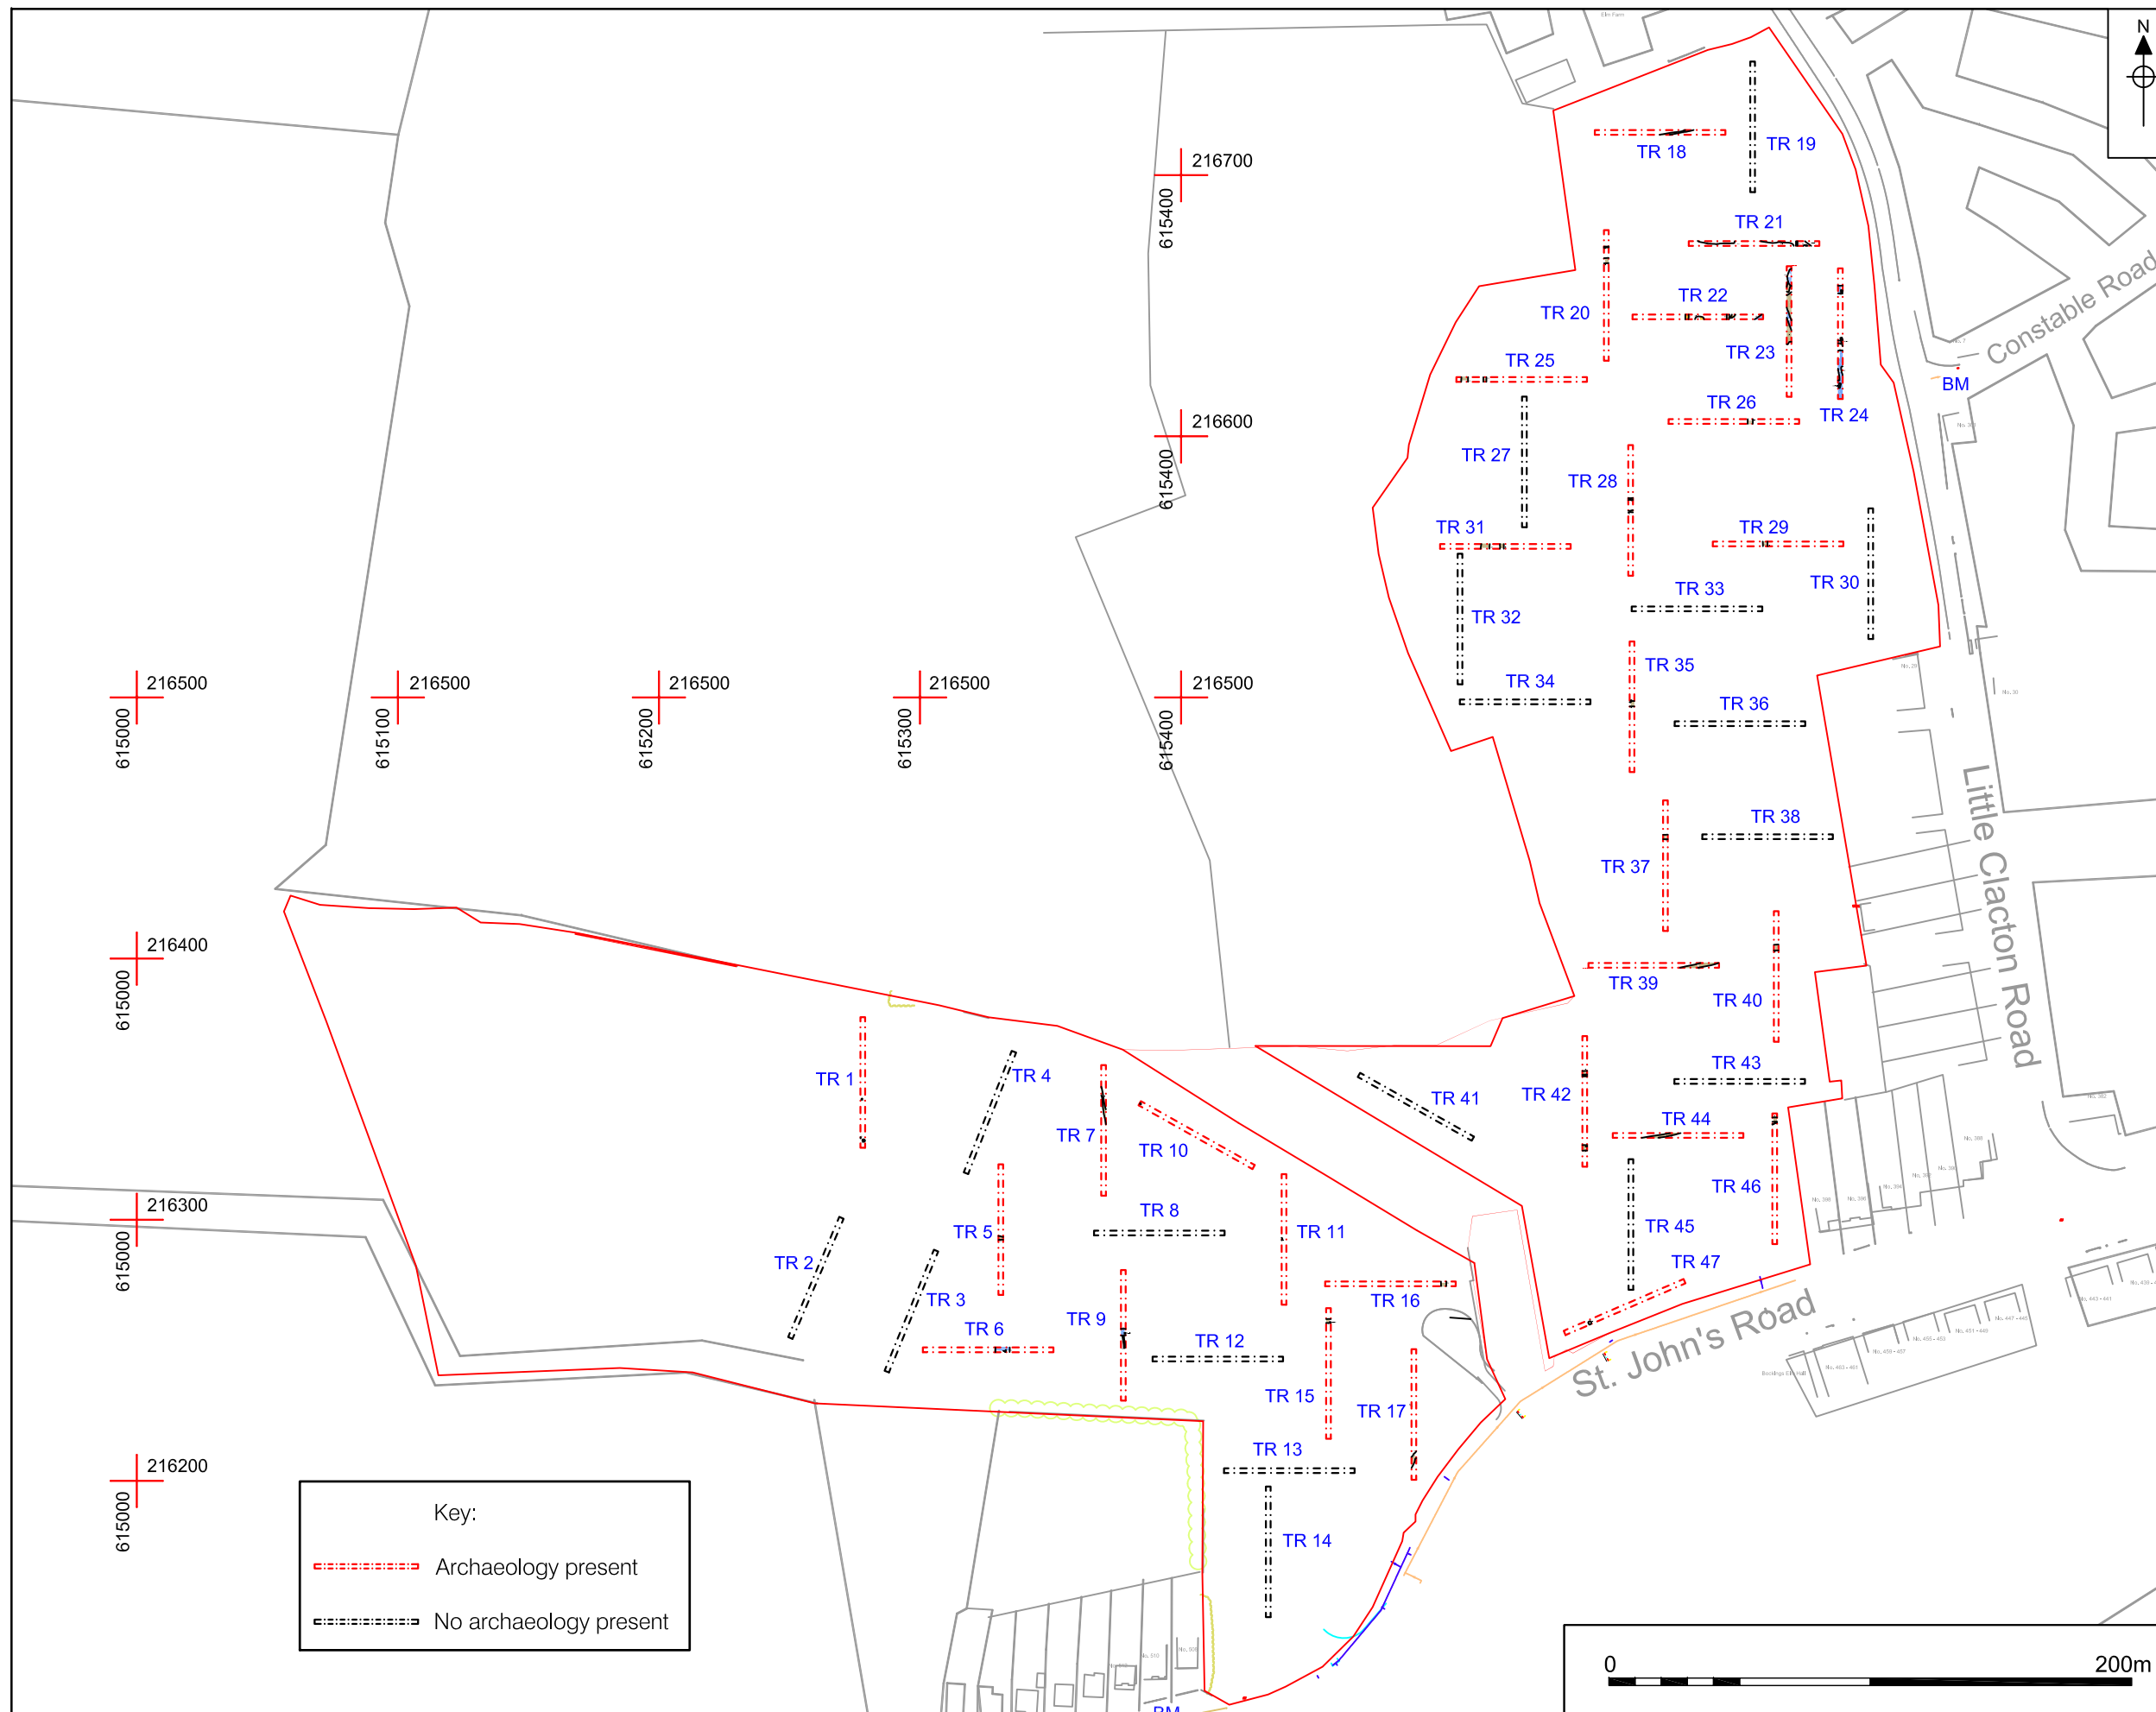 Elm Farm
N
216700
615400
TR 18
TR 19
TR 21
TR 20
TR 22
TR 23
TR 24
Constable Road
BM
TR 25
TR 26
216600
615400
TR 27
TR 28
TR 31
TR 29
TR 30
TR 33
TR 32
TR 35
TR 34
TR 36
216500
615000
216500
615100
216500
615200
216500
615300
216500
615400
Little Clacton Road
TR 38
TR 37
216400
615000
TR 39
TR 40
TR 1
TR 4
TR 7
TR 10
TR 41
TR 42
TR 43
TR 44
TR 46
TR 45
TR 47
216300
615000
TR 2
TR 3
TR 5
TR 6
TR 8
TR 9
TR 11
TR 12
TR 16
TR 15
TR 17
TR 13
TR 14
St. John's Road
216200
615000
Key:
Archaeology present
No archaeology present
BM
0
200m